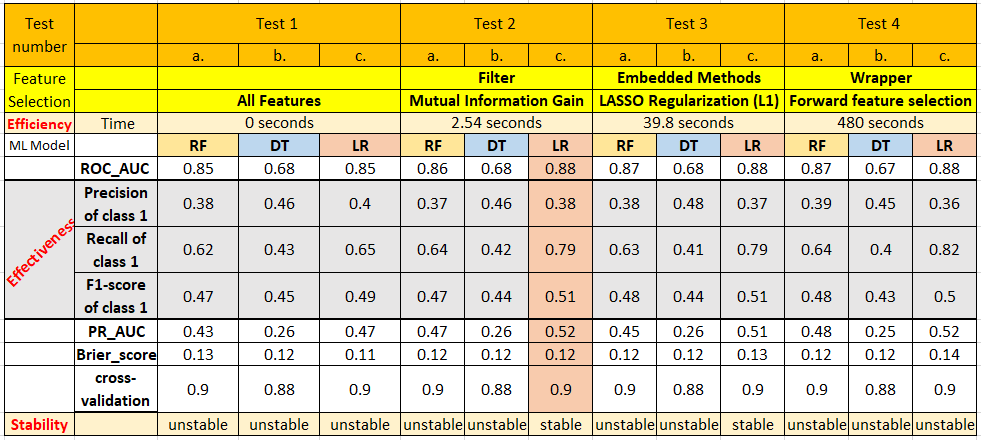 Test number Test 1 Test 2 Test 3 Test 4
a. b. c. a. b. c. a. b. c. a. b. c.
Feature Filter Embedded Methods Wrapper
Selection All Features Mutual Information Gain LASSO Regularization (L1) Forward feature selection
Efficiency Time 0 seconds 2.54 seconds 39.8 seconds 480 seconds
ML Model RF DT LR RF DT LR RF DT LR RF DT LR
ROC_AUC 0.85 0.68 0.85 0.86 0.68 0.88 0.87 0.68 0.88 0.87 0.67 0.88
Effectiveness
Precision of class 1 0.38 0.46 0.4 0.37 0.46 0.38 0.38 0.48 0.37 0.39 0.45 0.36
Recall of class 1 0.62 0.43 0.65 0.64 0.42 0.79 0.63 0.41 0.79 0.64 0.4 0.82
F1-score of class 1 0.47 0.45 0.49 0.47 0.44 0.51 0.48 0.44 0.51 0.48 0.43 0.5
PR_AUC 0.43 0.26 0.47 0.47 0.26 0.52 0.45 0.26 0.51 0.48 0.25 0.52
Brier_score 0.13 0.12 0.11 0.12 0.12 0.12 0.12 0.12 0.13 0.12 0.12 0.14
cross-validation 0.9 0.88 0.9 0.9 0.88 0.9 0.9 0.88 0.9 0.9 0.88 0.9
Stability unstable unstable unstable unstable unstable stable unstable unstable stable unstable unstable unstable